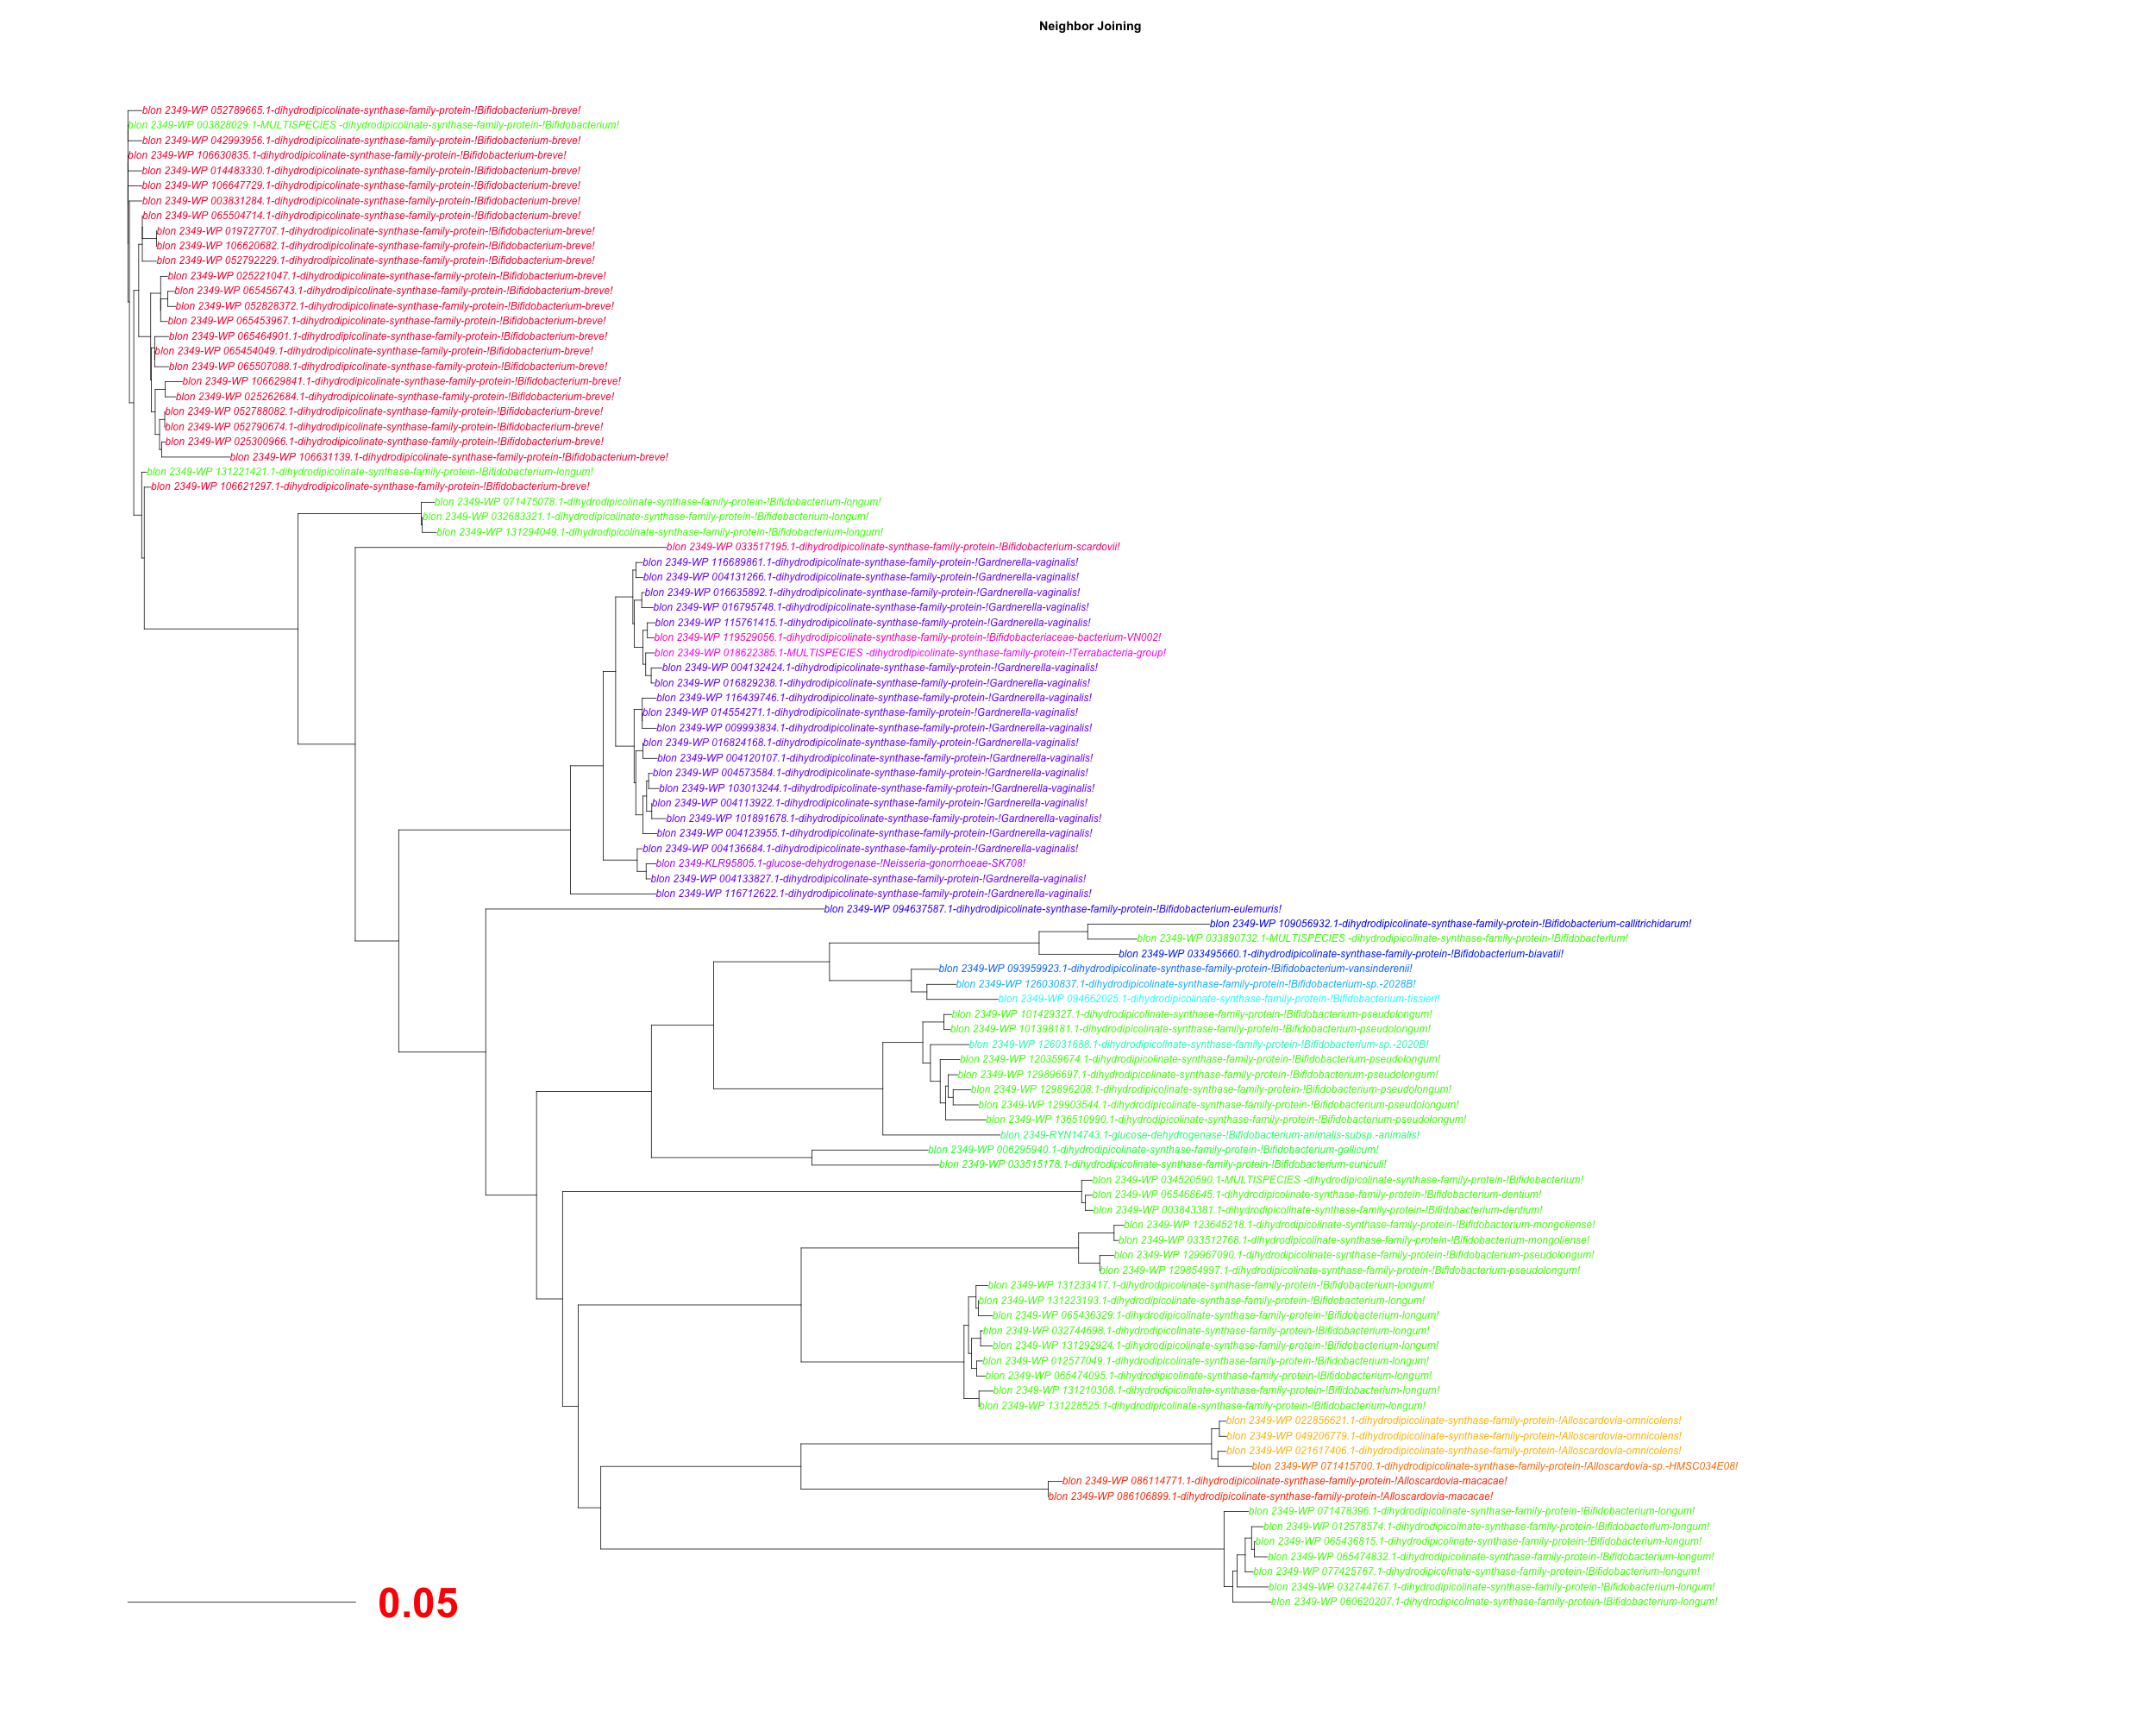 Neighbor Joining
blon 2349-WP 052789665.1-dihydrodipicolinate-synthase-family-protein-!Bifidobacterium-breve!
blon 2349-WP 003828029.1-MULTISPECIES -dihydrodipicolinate-synthase-family-protein-!Bifidobacterium!
blon 2349-WP 042993956.1-dihydrodipicolinate-synthase-family-protein-!Bifidobacterium-breve!
blon 2349-WP 106630835.1-dihydrodipicolinate-synthase-family-protein-!Bifidobacterium-breve!
blon 2349-WP 014483330.1-dihydrodipicolinate-synthase-family-protein-!Bifidobacterium-breve!
blon 2349-WP 106647729.1-dihydrodipicolinate-synthase-family-protein-!Bifidobacterium-breve!
blon 2349-WP 003831284.1-dihydrodipicolinate-synthase-family-protein-!Bifidobacterium-breve!
blon 2349-WP 065504714.1-dihydrodipicolinate-synthase-family-protein-!Bifidobacterium-breve!
blon 2349-WP 019727707.1-dihydrodipicolinate-synthase-family-protein-!Bifidobacterium-breve!
blon 2349-WP 106620682.1-dihydrodipicolinate-synthase-family-protein-!Bifidobacterium-breve!
blon 2349-WP 052792229.1-dihydrodipicolinate-synthase-family-protein-!Bifidobacterium-breve!
blon 2349-WP 025221047.1-dihydrodipicolinate-synthase-family-protein-!Bifidobacterium-breve!
blon 2349-WP 065456743.1-dihydrodipicolinate-synthase-family-protein-!Bifidobacterium-breve!
blon 2349-WP 052828372.1-dihydrodipicolinate-synthase-family-protein-!Bifidobacterium-breve!
blon 2349-WP 065453967.1-dihydrodipicolinate-synthase-family-protein-!Bifidobacterium-breve!
blon 2349-WP 065464901.1-dihydrodipicolinate-synthase-family-protein-!Bifidobacterium-breve!
blon 2349-WP 065454049.1-dihydrodipicolinate-synthase-family-protein-!Bifidobacterium-breve!
blon 2349-WP 065507088.1-dihydrodipicolinate-synthase-family-protein-!Bifidobacterium-breve!
blon 2349-WP 106629841.1-dihydrodipicolinate-synthase-family-protein-!Bifidobacterium-breve!
blon 2349-WP 025262684.1-dihydrodipicolinate-synthase-family-protein-!Bifidobacterium-breve!
blon 2349-WP 052788082.1-dihydrodipicolinate-synthase-family-protein-!Bifidobacterium-breve!
blon 2349-WP 052790674.1-dihydrodipicolinate-synthase-family-protein-!Bifidobacterium-breve!
blon 2349-WP 025300966.1-dihydrodipicolinate-synthase-family-protein-!Bifidobacterium-breve!
blon 2349-WP 106631139.1-dihydrodipicolinate-synthase-family-protein-!Bifidobacterium-breve!
blon 2349-WP 131221421.1-dihydrodipicolinate-synthase-family-protein-!Bifidobacterium-longum!
blon 2349-WP 106621297.1-dihydrodipicolinate-synthase-family-protein-!Bifidobacterium-breve!
blon 2349-WP 071475078.1-dihydrodipicolinate-synthase-family-protein-!Bifidobacterium-longum!
blon 2349-WP 032683321.1-dihydrodipicolinate-synthase-family-protein-!Bifidobacterium-longum!
blon 2349-WP 131294049.1-dihydrodipicolinate-synthase-family-protein-!Bifidobacterium-longum!
blon 2349-WP 033517195.1-dihydrodipicolinate-synthase-family-protein-!Bifidobacterium-scardovii!
blon 2349-WP 116689861.1-dihydrodipicolinate-synthase-family-protein-!Gardnerella-vaginalis!
blon 2349-WP 004131266.1-dihydrodipicolinate-synthase-family-protein-!Gardnerella-vaginalis!
blon 2349-WP 016635892.1-dihydrodipicolinate-synthase-family-protein-!Gardnerella-vaginalis!
blon 2349-WP 016795748.1-dihydrodipicolinate-synthase-family-protein-!Gardnerella-vaginalis!
blon 2349-WP 115761415.1-dihydrodipicolinate-synthase-family-protein-!Gardnerella-vaginalis!
blon 2349-WP 119529056.1-dihydrodipicolinate-synthase-family-protein-!Bifidobacteriaceae-bacterium-VN002!
blon 2349-WP 018622385.1-MULTISPECIES -dihydrodipicolinate-synthase-family-protein-!Terrabacteria-group!
blon 2349-WP 004132424.1-dihydrodipicolinate-synthase-family-protein-!Gardnerella-vaginalis!
blon 2349-WP 016829238.1-dihydrodipicolinate-synthase-family-protein-!Gardnerella-vaginalis!
blon 2349-WP 116439746.1-dihydrodipicolinate-synthase-family-protein-!Gardnerella-vaginalis!
blon 2349-WP 014554271.1-dihydrodipicolinate-synthase-family-protein-!Gardnerella-vaginalis!
blon 2349-WP 009993834.1-dihydrodipicolinate-synthase-family-protein-!Gardnerella-vaginalis!
blon 2349-WP 016824168.1-dihydrodipicolinate-synthase-family-protein-!Gardnerella-vaginalis!
blon 2349-WP 004120107.1-dihydrodipicolinate-synthase-family-protein-!Gardnerella-vaginalis!
blon 2349-WP 004573584.1-dihydrodipicolinate-synthase-family-protein-!Gardnerella-vaginalis!
blon 2349-WP 103013244.1-dihydrodipicolinate-synthase-family-protein-!Gardnerella-vaginalis!
blon 2349-WP 004113922.1-dihydrodipicolinate-synthase-family-protein-!Gardnerella-vaginalis!
blon 2349-WP 101891678.1-dihydrodipicolinate-synthase-family-protein-!Gardnerella-vaginalis!
blon 2349-WP 004123955.1-dihydrodipicolinate-synthase-family-protein-!Gardnerella-vaginalis!
blon 2349-WP 004136684.1-dihydrodipicolinate-synthase-family-protein-!Gardnerella-vaginalis!
blon 2349-KLR95805.1-glucose-dehydrogenase-!Neisseria-gonorrhoeae-SK708!
blon 2349-WP 004133827.1-dihydrodipicolinate-synthase-family-protein-!Gardnerella-vaginalis!
blon 2349-WP 116712622.1-dihydrodipicolinate-synthase-family-protein-!Gardnerella-vaginalis!
blon 2349-WP 094637587.1-dihydrodipicolinate-synthase-family-protein-!Bifidobacterium-eulemuris!
blon 2349-WP 109056932.1-dihydrodipicolinate-synthase-family-protein-!Bifidobacterium-callitrichidarum!
blon 2349-WP 033890732.1-MULTISPECIES -dihydrodipicolinate-synthase-family-protein-!Bifidobacterium!
blon 2349-WP 033495660.1-dihydrodipicolinate-synthase-family-protein-!Bifidobacterium-biavatii!
blon 2349-WP 093959923.1-dihydrodipicolinate-synthase-family-protein-!Bifidobacterium-vansinderenii!
blon 2349-WP 126030837.1-dihydrodipicolinate-synthase-family-protein-!Bifidobacterium-sp.-2028B!
blon 2349-WP 094662025.1-dihydrodipicolinate-synthase-family-protein-!Bifidobacterium-tissieri!
blon 2349-WP 101429327.1-dihydrodipicolinate-synthase-family-protein-!Bifidobacterium-pseudolongum!
blon 2349-WP 101398181.1-dihydrodipicolinate-synthase-family-protein-!Bifidobacterium-pseudolongum!
blon 2349-WP 126031688.1-dihydrodipicolinate-synthase-family-protein-!Bifidobacterium-sp.-2020B!
blon 2349-WP 120359674.1-dihydrodipicolinate-synthase-family-protein-!Bifidobacterium-pseudolongum!
blon 2349-WP 129896697.1-dihydrodipicolinate-synthase-family-protein-!Bifidobacterium-pseudolongum!
blon 2349-WP 129896208.1-dihydrodipicolinate-synthase-family-protein-!Bifidobacterium-pseudolongum!
blon 2349-WP 129903544.1-dihydrodipicolinate-synthase-family-protein-!Bifidobacterium-pseudolongum!
blon 2349-WP 136510990.1-dihydrodipicolinate-synthase-family-protein-!Bifidobacterium-pseudolongum!
blon 2349-RYN14743.1-glucose-dehydrogenase-!Bifidobacterium-animalis-subsp.-animalis!
blon 2349-WP 006295940.1-dihydrodipicolinate-synthase-family-protein-!Bifidobacterium-gallicum!
blon 2349-WP 033515178.1-dihydrodipicolinate-synthase-family-protein-!Bifidobacterium-cuniculi!
blon 2349-WP 034520590.1-MULTISPECIES -dihydrodipicolinate-synthase-family-protein-!Bifidobacterium!
blon 2349-WP 065468645.1-dihydrodipicolinate-synthase-family-protein-!Bifidobacterium-dentium!
blon 2349-WP 003843381.1-dihydrodipicolinate-synthase-family-protein-!Bifidobacterium-dentium!
blon 2349-WP 123645218.1-dihydrodipicolinate-synthase-family-protein-!Bifidobacterium-mongoliense!
blon 2349-WP 033512768.1-dihydrodipicolinate-synthase-family-protein-!Bifidobacterium-mongoliense!
blon 2349-WP 129967090.1-dihydrodipicolinate-synthase-family-protein-!Bifidobacterium-pseudolongum!
blon 2349-WP 129854997.1-dihydrodipicolinate-synthase-family-protein-!Bifidobacterium-pseudolongum!
blon 2349-WP 131233417.1-dihydrodipicolinate-synthase-family-protein-!Bifidobacterium-longum!
blon 2349-WP 131223193.1-dihydrodipicolinate-synthase-family-protein-!Bifidobacterium-longum!
blon 2349-WP 065436329.1-dihydrodipicolinate-synthase-family-protein-!Bifidobacterium-longum!
blon 2349-WP 032744698.1-dihydrodipicolinate-synthase-family-protein-!Bifidobacterium-longum!
blon 2349-WP 131292924.1-dihydrodipicolinate-synthase-family-protein-!Bifidobacterium-longum!
blon 2349-WP 012577049.1-dihydrodipicolinate-synthase-family-protein-!Bifidobacterium-longum!
blon 2349-WP 065474095.1-dihydrodipicolinate-synthase-family-protein-!Bifidobacterium-longum!
blon 2349-WP 131210308.1-dihydrodipicolinate-synthase-family-protein-!Bifidobacterium-longum!
blon 2349-WP 131228525.1-dihydrodipicolinate-synthase-family-protein-!Bifidobacterium-longum!
blon 2349-WP 022856621.1-dihydrodipicolinate-synthase-family-protein-!Alloscardovia-omnicolens!
blon 2349-WP 049206779.1-dihydrodipicolinate-synthase-family-protein-!Alloscardovia-omnicolens!
blon 2349-WP 021617406.1-dihydrodipicolinate-synthase-family-protein-!Alloscardovia-omnicolens!
blon 2349-WP 071415700.1-dihydrodipicolinate-synthase-family-protein-!Alloscardovia-sp.-HMSC034E08!
blon 2349-WP 086114771.1-dihydrodipicolinate-synthase-family-protein-!Alloscardovia-macacae!
blon 2349-WP 086106899.1-dihydrodipicolinate-synthase-family-protein-!Alloscardovia-macacae!
blon 2349-WP 071478396.1-dihydrodipicolinate-synthase-family-protein-!Bifidobacterium-longum!
blon 2349-WP 012578574.1-dihydrodipicolinate-synthase-family-protein-!Bifidobacterium-longum!
blon 2349-WP 065436815.1-dihydrodipicolinate-synthase-family-protein-!Bifidobacterium-longum!
blon 2349-WP 065474832.1-dihydrodipicolinate-synthase-family-protein-!Bifidobacterium-longum!
blon 2349-WP 077425767.1-dihydrodipicolinate-synthase-family-protein-!Bifidobacterium-longum!
blon 2349-WP 032744767.1-dihydrodipicolinate-synthase-family-protein-!Bifidobacterium-longum!
blon 2349-WP 060620207.1-dihydrodipicolinate-synthase-family-protein-!Bifidobacterium-longum!
0.05